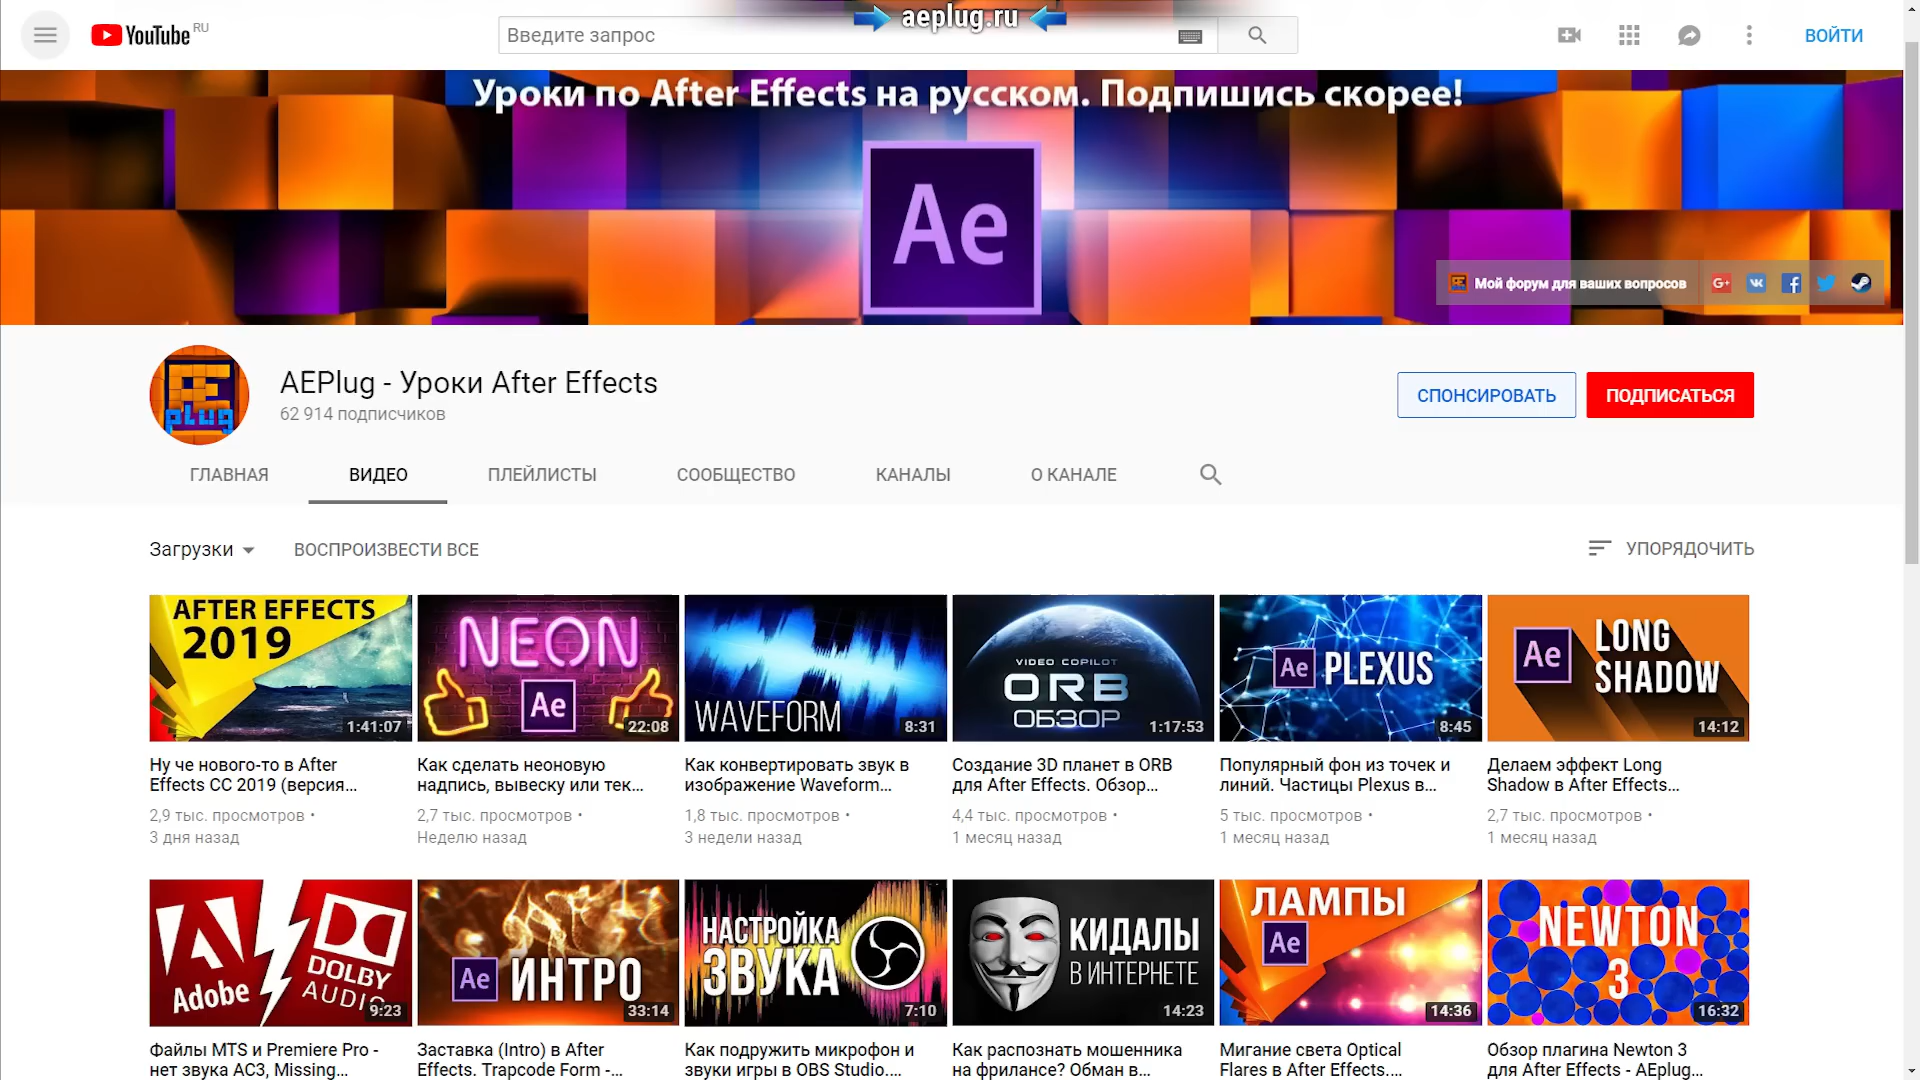 aeplug.ru
YouTube RU
Введите запрос
ВОЙТИ
Уроки по After Effects на русском. Подпишись скорее!
Ae
Мой форум для ваших вопросов
G+
AEPlug - Уроки After Effects
62 914 подписчиков
СПОНСИРОВАТЬ
ПОДПИСАТЬСЯ
ГЛАВНАЯ
ВИДЕО
ПЛЕЙЛИСТЫ
СООБЩЕСТВО
КАНАЛЫ
О КАНАЛЕ
Загрузки
ВОСПРОИЗВЕСТИ ВСЕ
УПОРЯДОЧИТЬ
AFTER EFFECTS
2019
1:41:07
NEON
Ae
22:08
WAVEFORM
8:31
VIDEO COPILOT
ORB
ОБЗОР
1:17:53
Ae PLEXUS
8:45
Ae
LONG
SHADOW
14:12
Ну че нового-то в After
Effects CC 2019 (версия...
2,9 тыс. просмотров •
3 дня назад
Как сделать неоновую
надпись, вывеску или тек...
2,7 тыс. просмотров •
Неделю назад
Как конвертировать звук в
изображение Waveform...
1,8 тыс. просмотров •
3 недели назад
Создание 3D планет в ORB
для After Effects. Обзор...
4,4 тыс. просмотров •
1 месяц назад
Популярный фон из точек и
линий. Частицы Plexus в...
5 тыс. просмотров •
1 месяц назад
Делаем эффект Long
Shadow в After Effects...
2,7 тыс. просмотров •
1 месяц назад
Adobe
DOLBY
AUDIO
9:23
Ae ИНТРО
33:14
НАСТРОЙКА
ЗВУКА
7:10
КИДАЛЫ
В ИНТЕРНЕТЕ
14:23
ЛАМПЫ
Ae
14:36
NEWTON
3
16:32
Файлы MTS и Premiere Pro -
нет звука AC3, Missing...
Заставка (Intro) в After
Effects. Trapcode Form -...
Как подружить микрофон и
звуки игры в OBS Studio....
Как распознать мошенника
на фрилансе? Обман в...
Мигание света Optical
Flares в After Effects....
Обзор плагина Newton 3
для After Effects - AEplug...